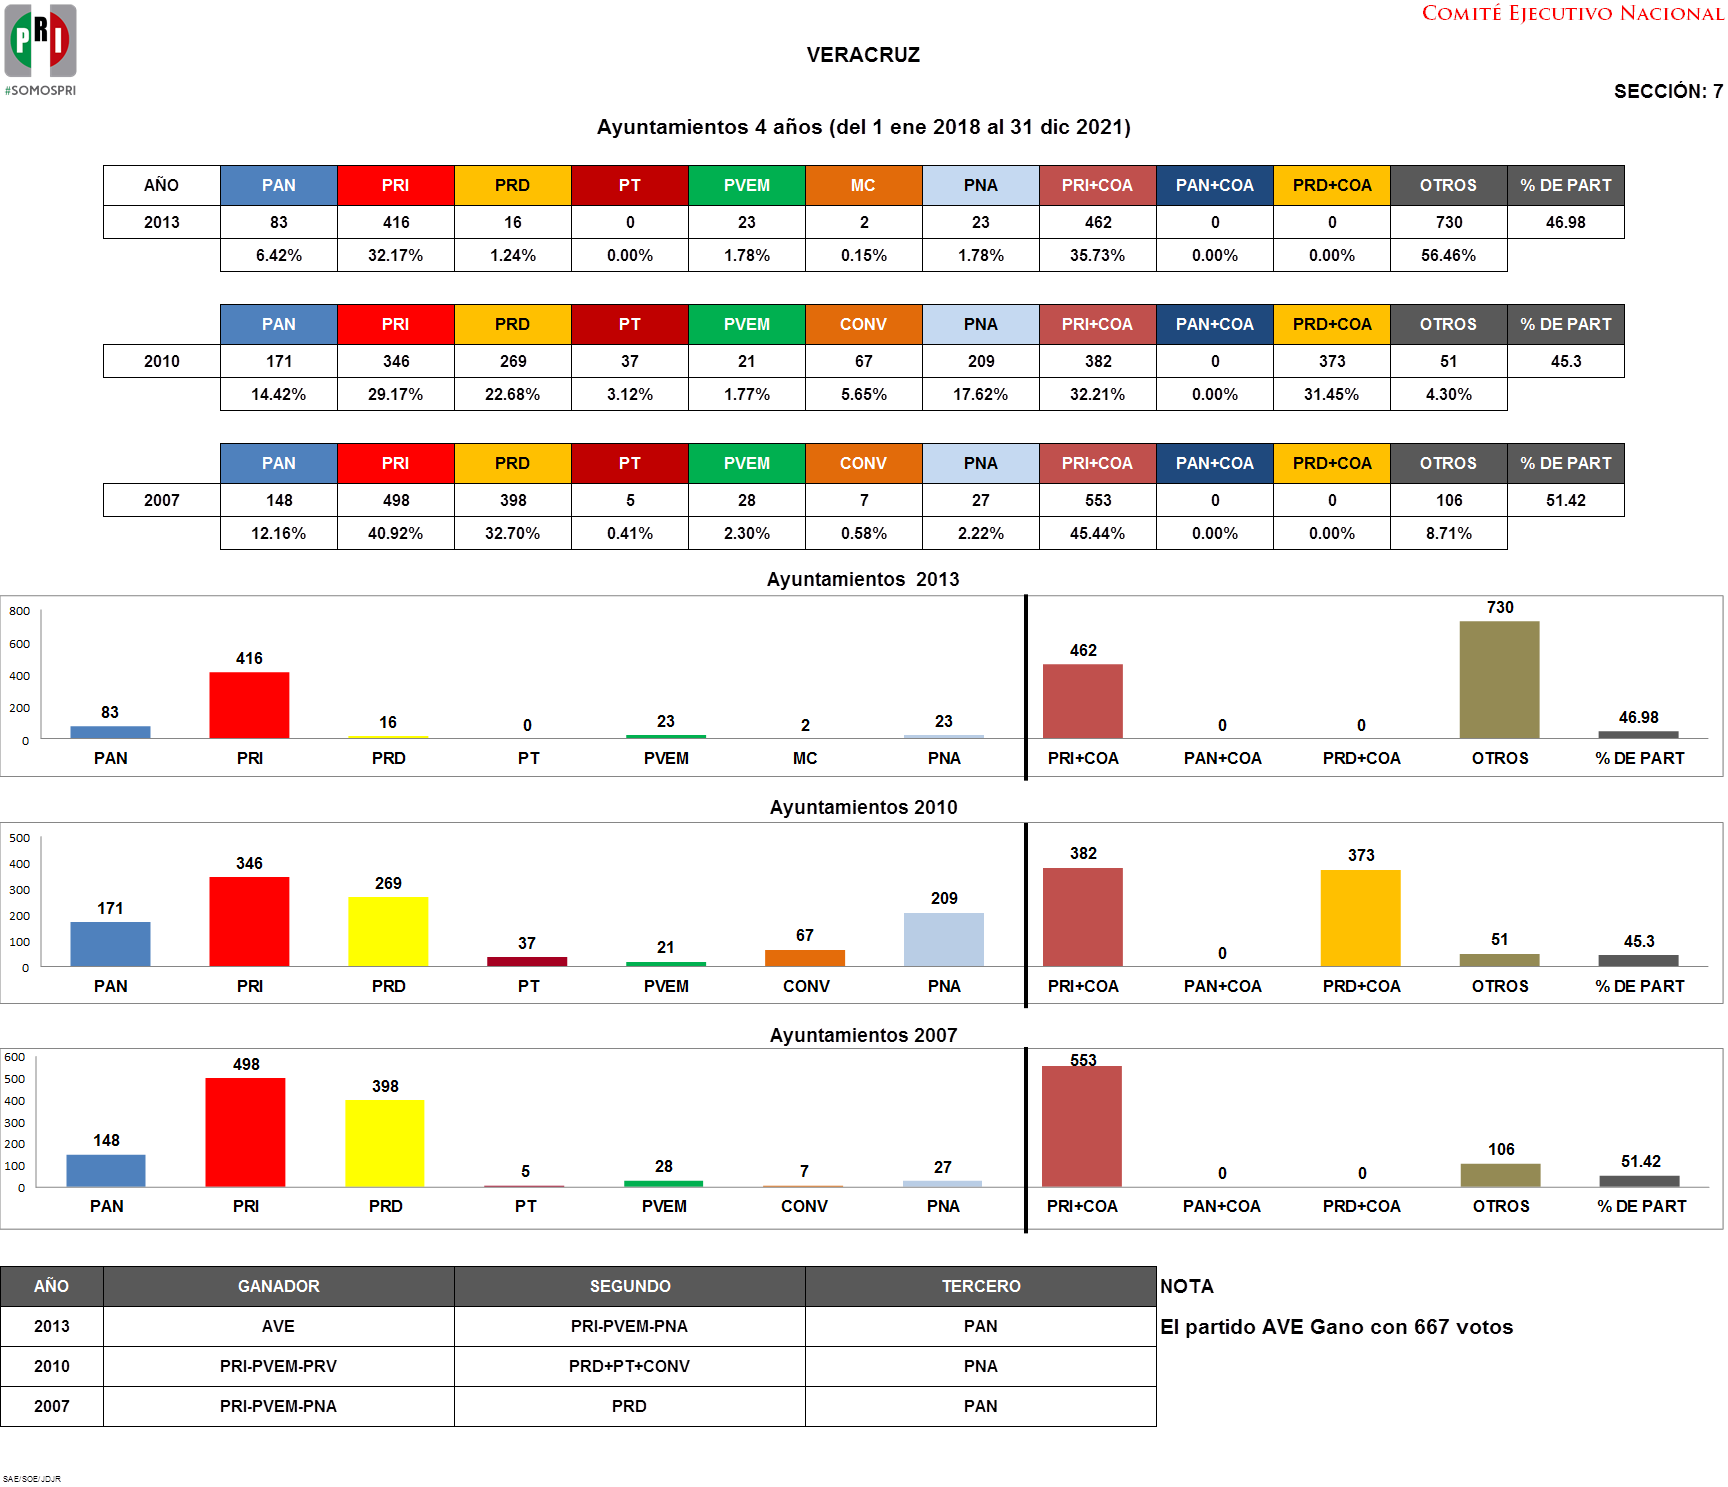 PRI
#SOMOSPRI
COMITÉ EJECUTIVO NACIONAL
VERACRUZ
SECCIÓN: 7
Ayuntamientos 4 años (del 1 ene 2018 al 31 dic 2021)
AÑO PAN PRI PRD PT PVEM MC PNA PRI+COA PAN+COA PRD+COA OTROS % DE PART
2013 83 416 16 0 23 2 23 462 0 0 730 46.98
6.42% 32.17% 1.24% 0.00% 1.78% 0.15% 1.78% 35.73% 0.00% 0.00% 56.46%
PAN PRI PRD PT PVEM CONV PNA PRI+COA PAN+COA PRD+COA OTROS % DE PART
2010 171 346 269 37 21 67 209 382 0 373 51 45.3
14.42% 29.17% 22.68% 3.12% 1.77% 5.65% 17.62% 32.21% 0.00% 31.45% 4.30%
PAN PRI PRD PT PVEM CONV PNA PRI+COA PAN+COA PRD+COA OTROS % DE PART
2007 148 498 398 5 28 7 27 553 0 0 106 51.42
12.16% 40.92% 32.70% 0.41% 2.30% 0.58% 2.22% 45.44% 0.00% 0.00% 8.71%
Ayuntamientos 2013
800
600
400
200
0
83 416 16 0 23 2 23 462 0 0 730 46.98
PAN PRI PRD PT PVEM MC PNA PRI+COA PAN+COA PRD+COA OTROS % DE PART
Ayuntamientos 2010
500
400
300
200
100
0
171 346 269 37 21 67 209 382 0 373 51 45.3
PAN PRI PRD PT PVEM CONV PNA PRI+COA PAN+COA PRD+COA OTROS % DE PART
Ayuntamientos 2007
600
500
400
300
200
100
0
148 498 398 5 28 7 27 553 0 0 106 51.42
PAN PRI PRD PT PVEM CONV PNA PRI+COA PAN+COA PRD+COA OTROS % DE PART
AÑO GANADOR SEGUNDO TERCERO NOTA
2013 AVE PRI-PVEM-PNA PAN El partido AVE Gano con 667 votos
2010 PRI-PVEM-PRV PRD+PT+CONV PNA
2007 PRI-PVEM-PNA PRD PAN
SAE/SOE/JDJR